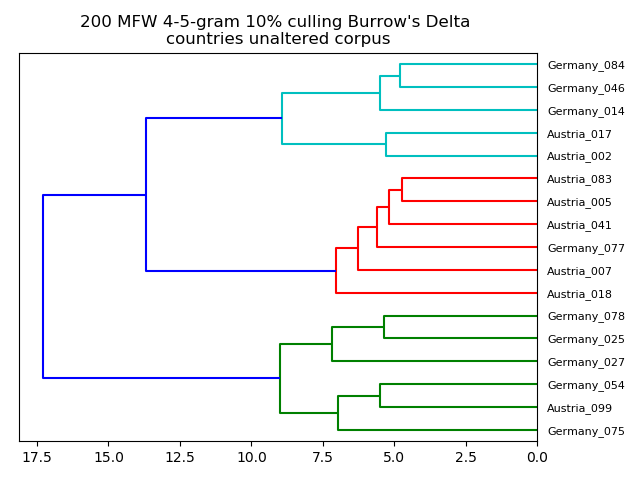 200 MFW 4-5-gram 10% culling Burrow's Delta
countries unaltered corpus
Germany_084
Germany_046
Germany_014
Austria_017
Austria_002
Austria_083
Austria_005
Austria_041
Germany_077
Austria_007
Austria_018
Germany_078
Germany_025
Germany_027
Germany_054
Austria_099
Germany_075
17.5 15.0 12.5 10.0 7.5 5.0 2.5 0.0